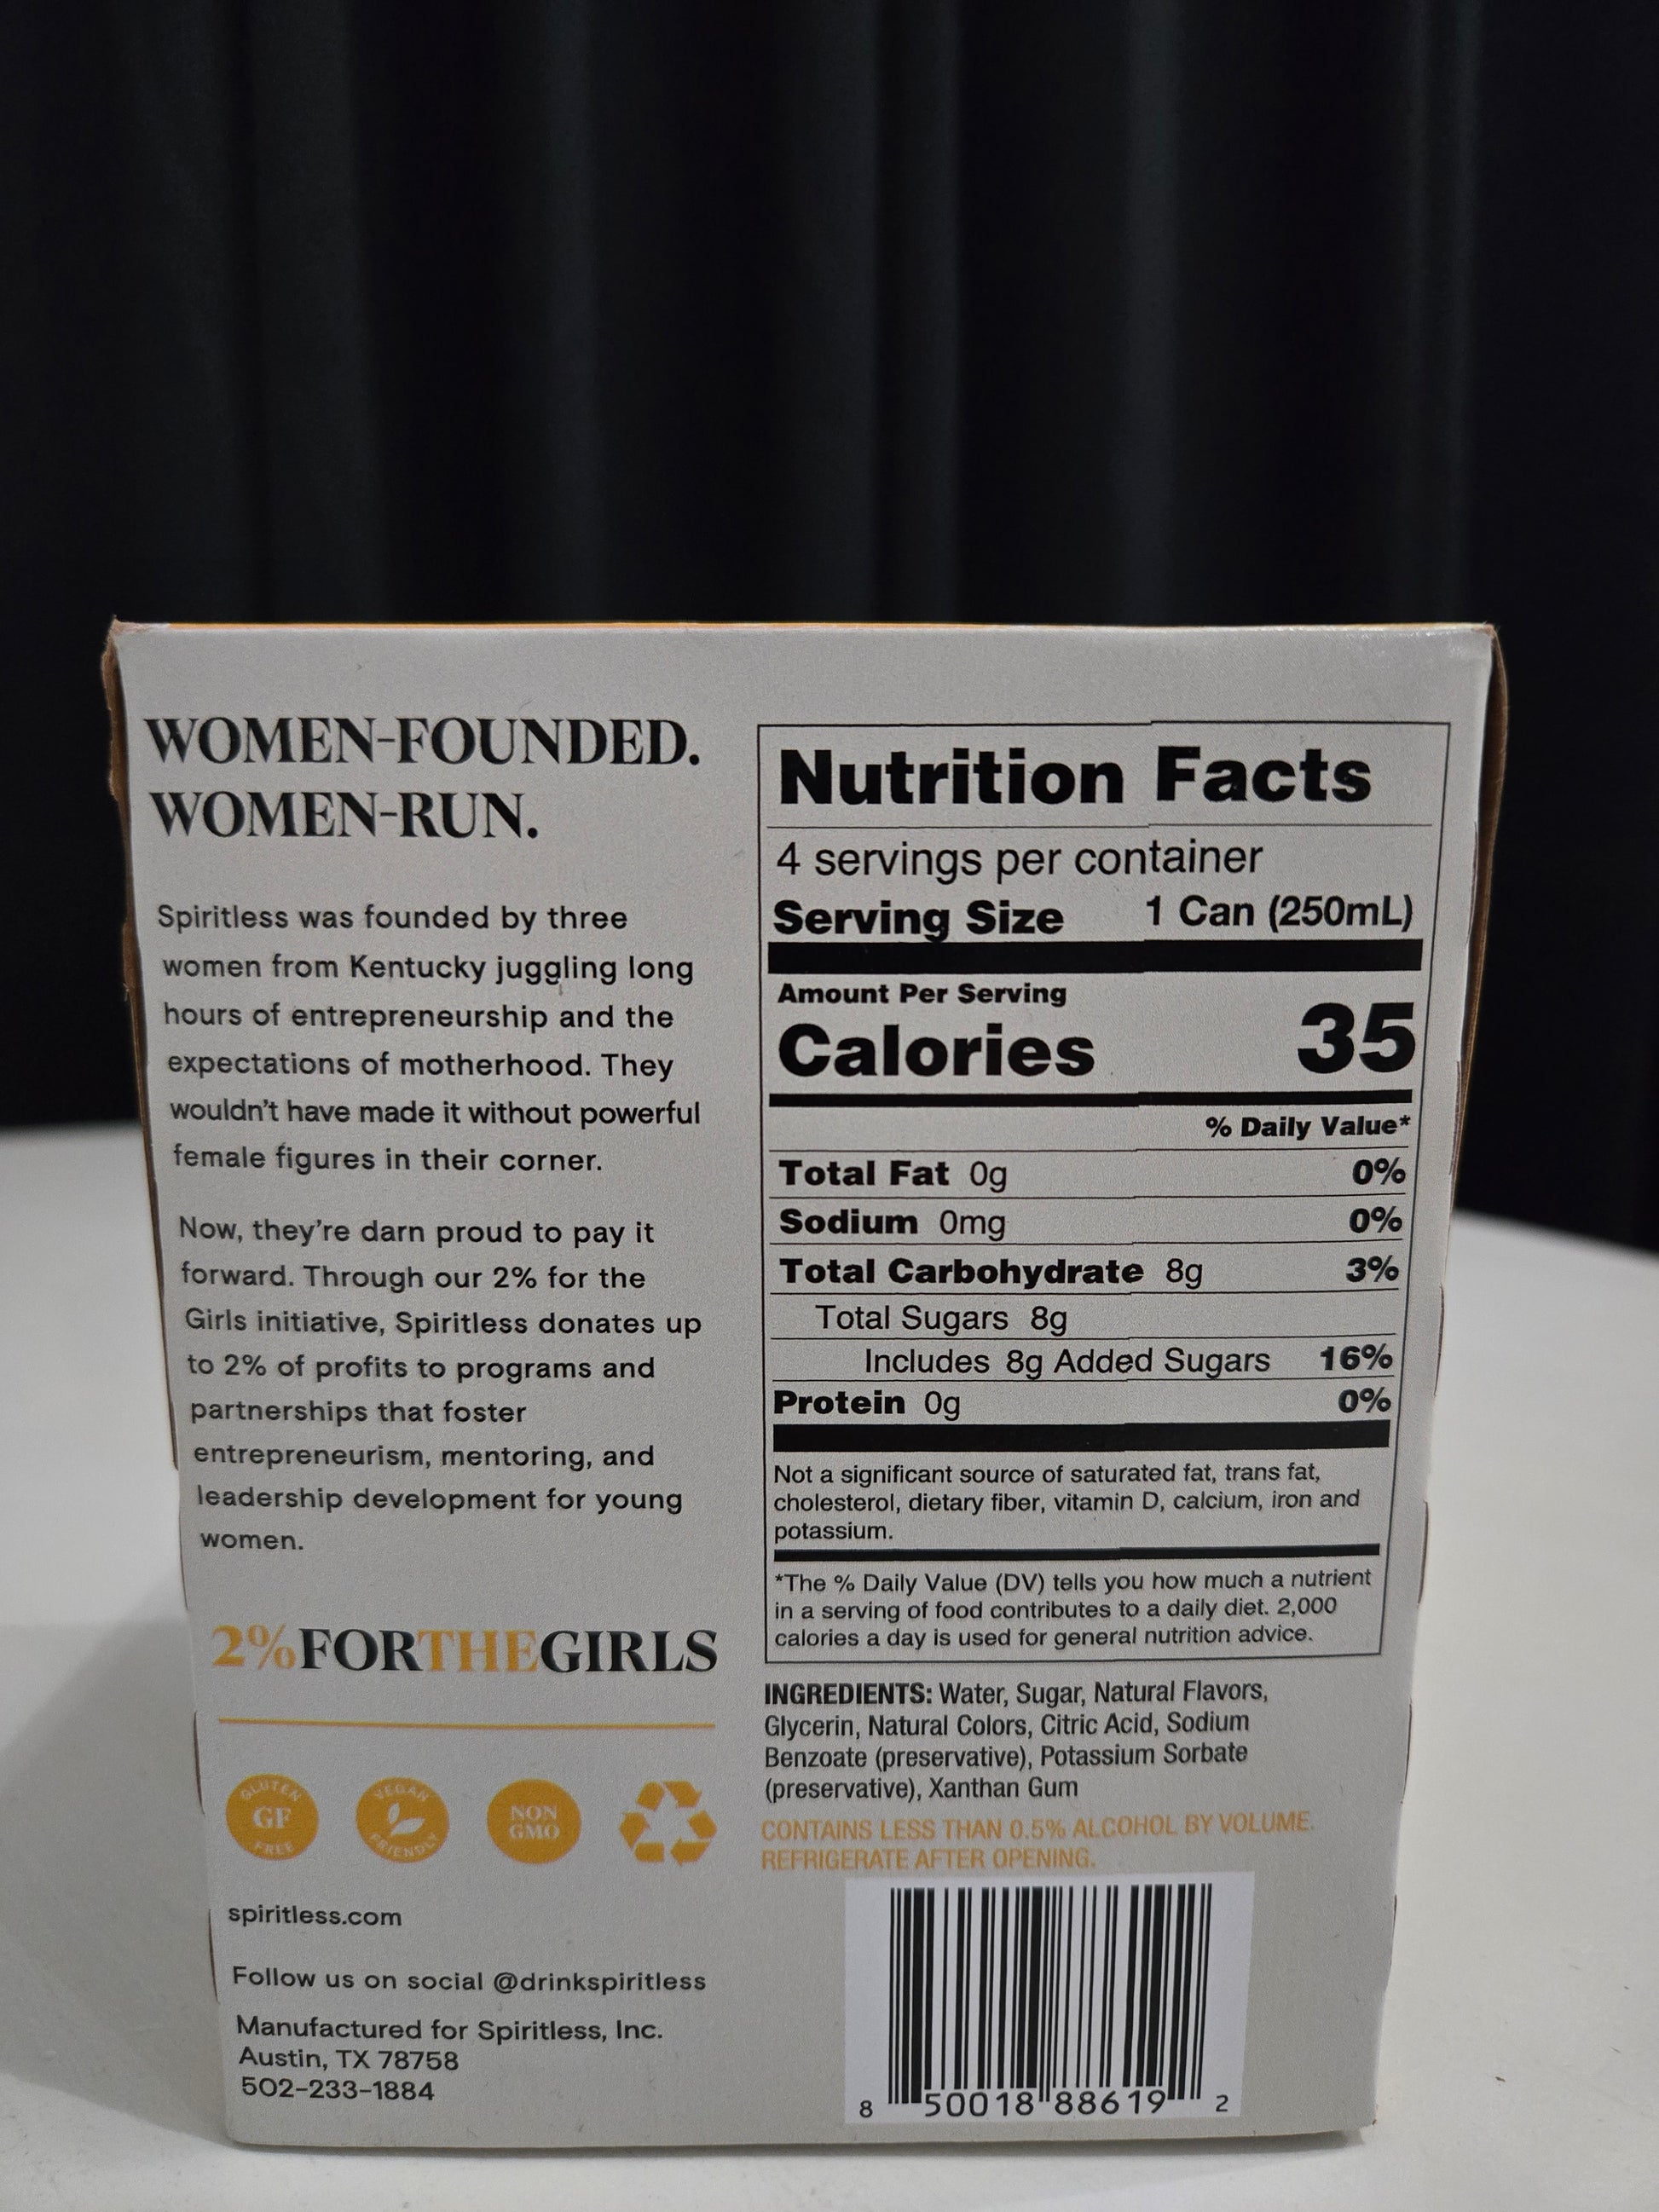 WOMEN-FOUNDED.
WOMEN-RUN.
Spiritless was founded by three
women from Kentucky juggling long
hours of entrepreneurship and the
expectations of motherhood. They
wouldn't have made it without powerful
female figures in their corner.
Now, they're darn proud to pay it
forward. Through our 2% for the
Girls initiative, Spiritless donates up
to 2% of profits to programs and
partnerships that foster
entrepreneurism, mentoring, and
leadership development for young
women.
2%FORTHEGIRLS
GLUTEN
GF
FREE
VEGAN
FRIENDLY
NON
GMO
spiritless.com
Follow us on social @drinkspiritless
Manufactured for Spiritless, Inc.
Austin, TX 78758
502-233-1884
Nutrition Facts
4 servings per container
Serving Size 1 Can (250mL)
Amount Per Serving
Calories 35
% Daily Value*
Total Fat 0g 0%
Sodium 0mg 0%
Total Carbohydrate 8g 3%
Total Sugars 8g
Includes 8g Added Sugars 16%
Protein 0g 0%
Not a significant source of saturated fat, trans fat,
cholesterol, dietary fiber, vitamin D, calcium, iron and
potassium.
*The % Daily Value (DV) tells you how much a nutrient
in a serving of food contributes to a daily diet. 2,000
calories a day is used for general nutrition advice.
INGREDIENTS: Water, Sugar, Natural Flavors,
Glycerin, Natural Colors, Citric Acid, Sodium
Benzoate (preservative), Potassium Sorbate
(preservative), Xanthan Gum
CONTAINS LESS THAN 0.5% ALCOHOL BY VOLUME.
REFRIGERATE AFTER OPENING.
8 50018 88619 2